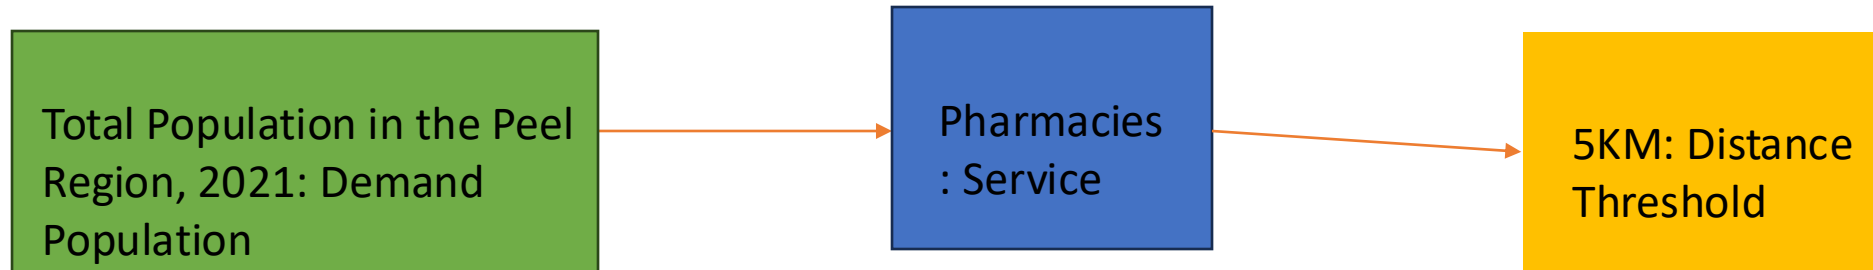 Total Population in the Peel
Region, 2021: Demand
Population
Pharmacies
: Service
5KM: Distance
Threshold